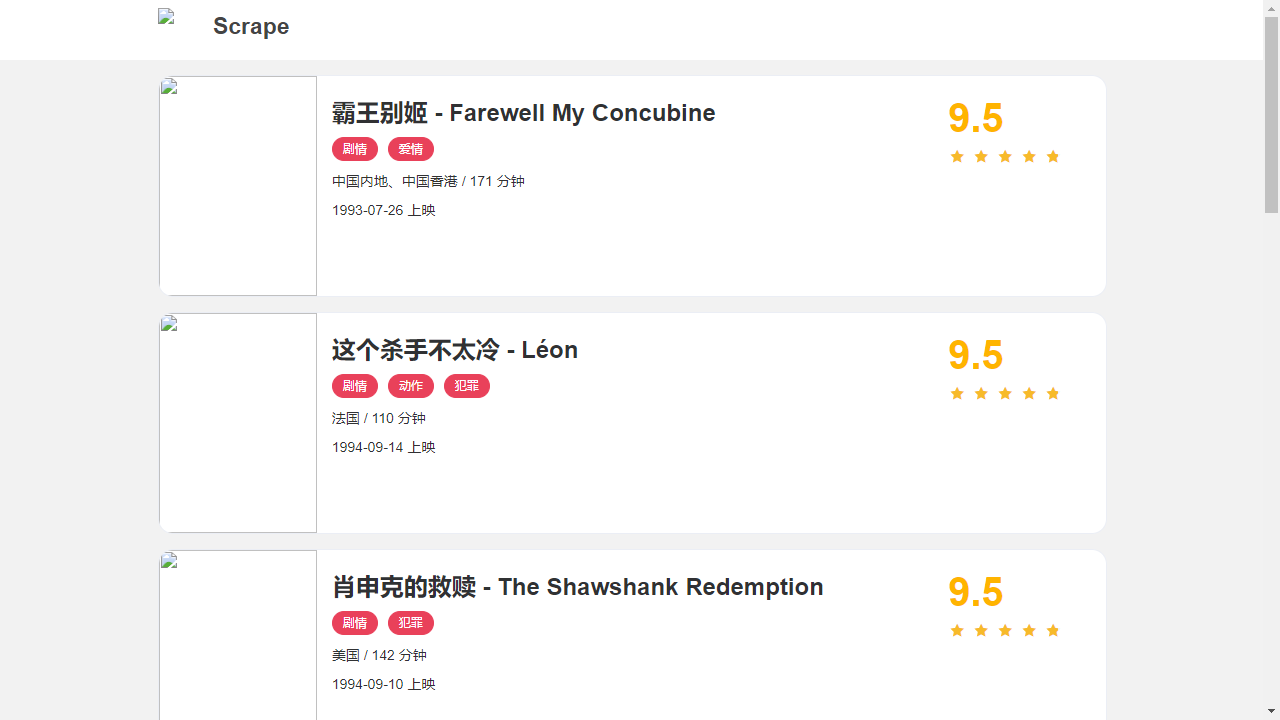 Scrape
霸王别姬 - Farewell My Concubine
9.5
剧情 爱情
中国内地、中国香港 / 171 分钟
1993-07-26 上映
这个杀手不太冷 - Léon
9.5
剧情 动作 犯罪
法国 / 110 分钟
1994-09-14 上映
肖申克的救赎 - The Shawshank Redemption
9.5
剧情 犯罪
美国 / 142 分钟
1994-09-10 上映